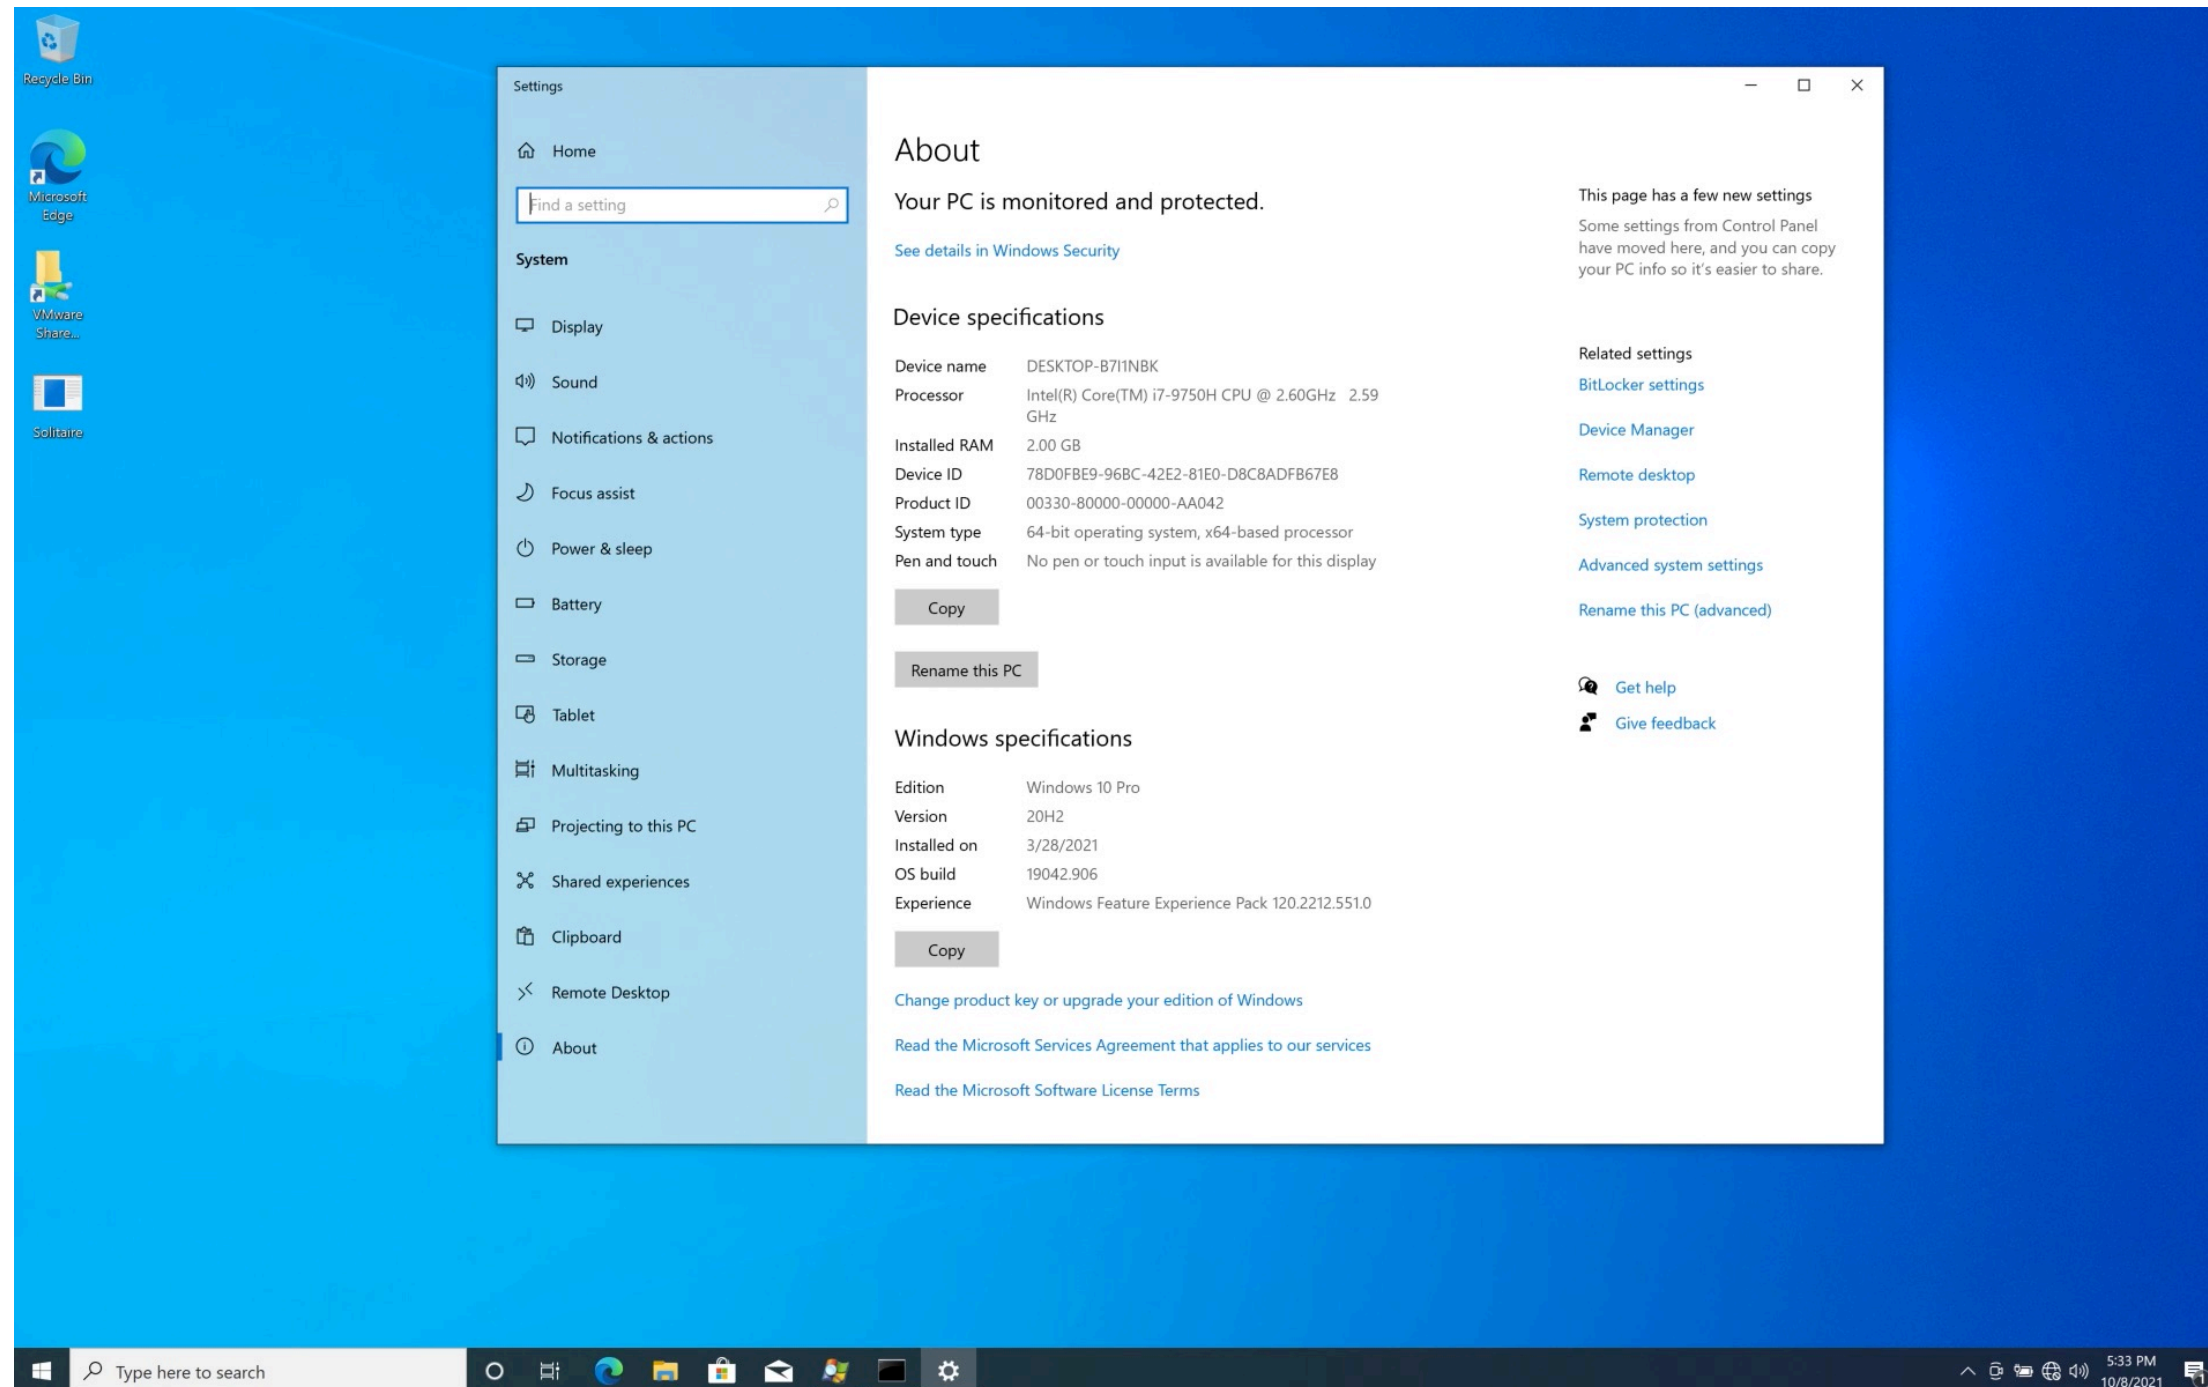 Recycle Bin
Microsoft
Edge
VMware
Share...
Solitaire
Settings
Home
Find a setting
System
Display
Sound
Notifications & actions
Focus assist
Power & sleep
Battery
Storage
Tablet
Multitasking
Projecting to this PC
Shared experiences
Clipboard
Remote Desktop
About
About
Your PC is monitored and protected.
See details in Windows Security
Device specifications
Device name DESKTOP-B7I1NBK
Processor Intel(R) Core(TM) i7-9750H CPU @ 2.60GHz 2.59
GHz
Installed RAM 2.00 GB
Device ID 78D0FBE9-96BC-42E2-81E0-D8C8ADFB67E8
Product ID 00330-80000-00000-AA042
System type 64-bit operating system, x64-based processor
Pen and touch No pen or touch input is available for this display
Copy
Rename this PC
Windows specifications
Edition Windows 10 Pro
Version 20H2
Installed on 3/28/2021
OS build 19042.906
Experience Windows Feature Experience Pack 120.2212.551.0
Copy
Change product key or upgrade your edition of Windows
Read the Microsoft Services Agreement that applies to our services
Read the Microsoft Software License Terms
This page has a few new settings
Some settings from Control Panel
have moved here, and you can copy
your PC info so it's easier to share.
Related settings
BitLocker settings
Device Manager
Remote desktop
System protection
Advanced system settings
Rename this PC (advanced)
Get help
Give feedback
Type here to search
5:33 PM
10/8/2021